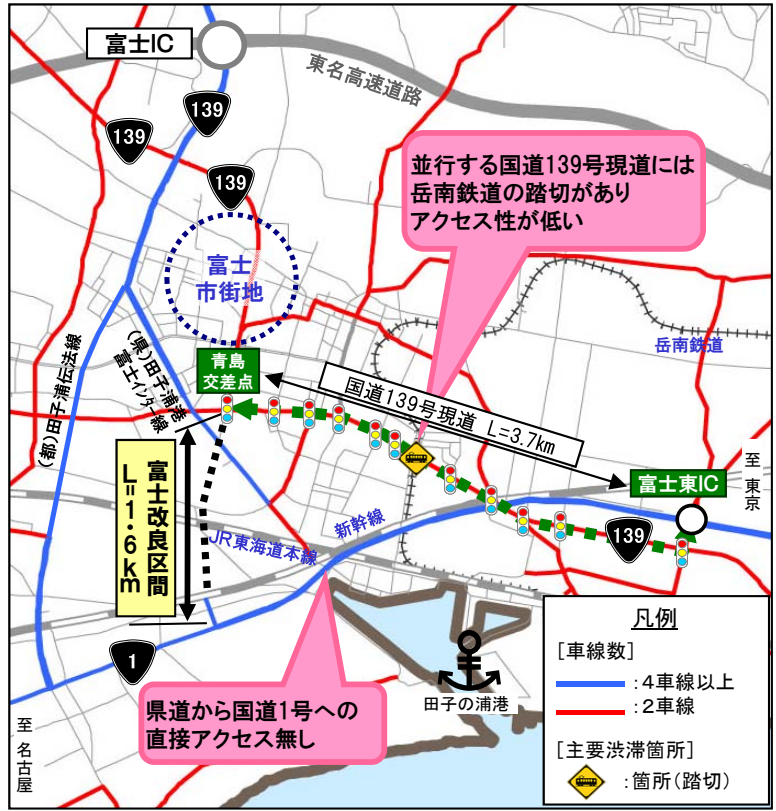 富士IC
東名高速道路
139
139
139
並行する国道139号現道には
岳南鉄道の踏切があり
アクセス性が低い
富士
市街地
岳南鉄道
(都)田子浦伝法線
(県)田子浦港
富士インター線
青島
交差点
国道139号現道 L=3.7km
至 東京
富士東IC
富士改良区間
L=1.6km
新幹線
JR東海道本線
139
1
田子の浦港
県道から国道1号への
直接アクセス無し
至 名古屋
凡例
[車線数]
:4車線以上
:2車線
[主要渋滞箇所]
:箇所(踏切)